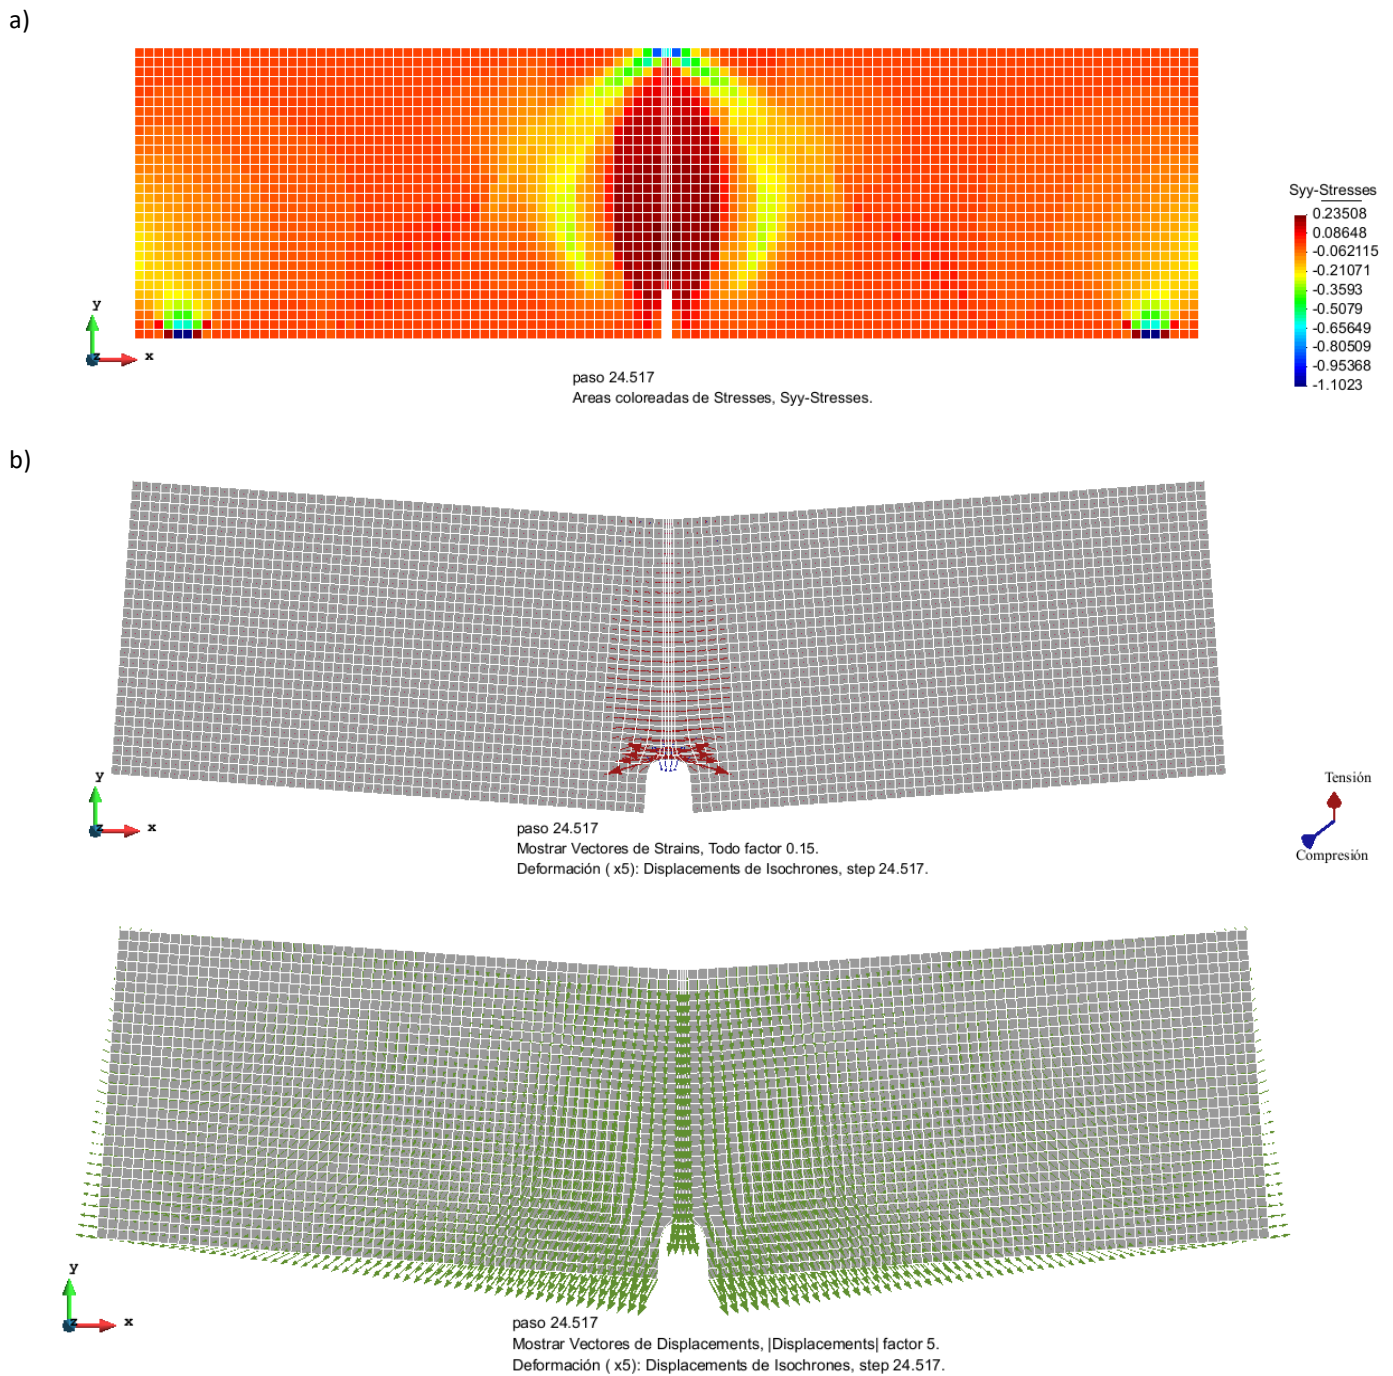 a)
Syy-Stresses
0.23508
0.08648
-0.062115
-0.21071
-0.3593
-0.5079
-0.65649
-0.80509
-0.95368
-1.1023
y
z
x
paso 24.517
Areas coloreadas de Stresses, Syy-Stresses.
b)
Tensión
Compresión
y
z
x
paso 24.517
Mostrar Vectores de Strains, Todo factor 0.15.
Deformación ( x5): Displacements de Isochrones, step 24.517.
y
z
x
paso 24.517
Mostrar Vectores de Displacements, |Displacements| factor 5.
Deformación ( x5): Displacements de Isochrones, step 24.517.